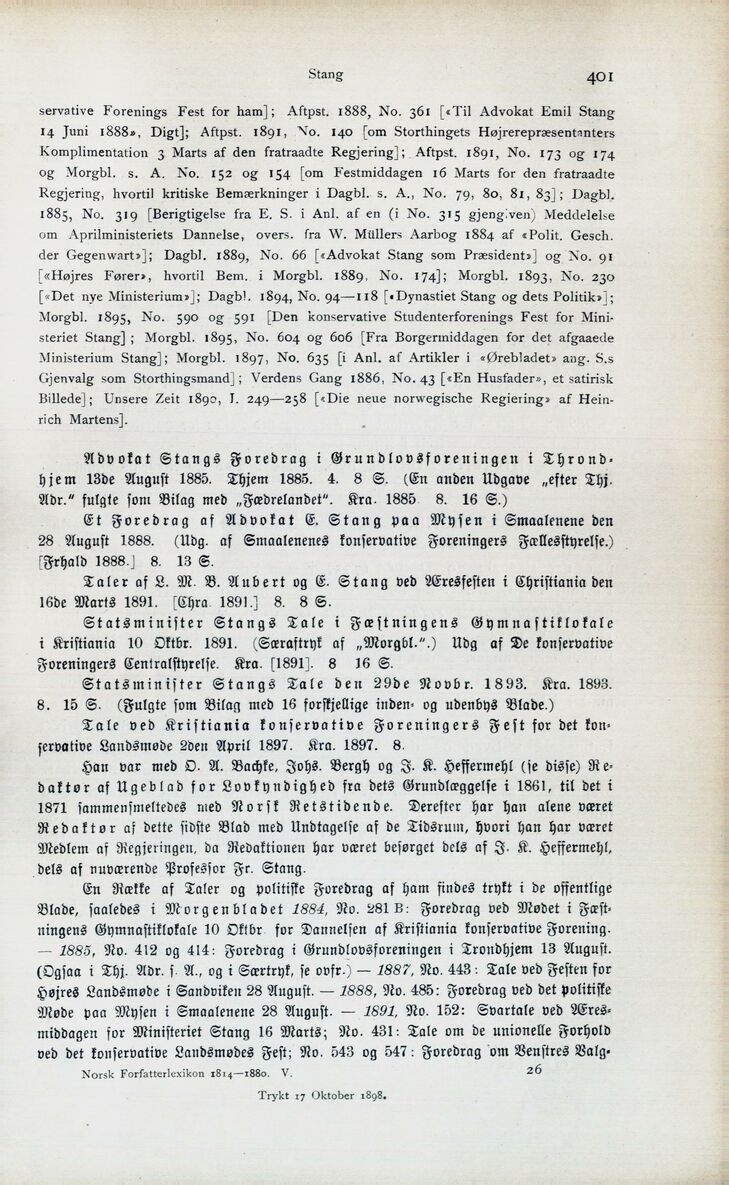 Stang 401
servative Forenings Fest for ham]; Aftpst. 1888, No. 361 [«Til Advokat Emil Stang
14 Juni 1888», Digt]; Aftpst. 1891, No. 140 [om Storthingets Højrerepræsentanters
Komplimentation 3 Marts af den fratraadte Regjering]; Aftpst. 1891, No. 173 og 174
og Morgbl. s. A. No. 152 og 154 [om Festmiddagen 16 Marts for den fratraadte
Regjering, hvortil kritiske Bemærkninger i Dagbl. s. A., No. 79, 80, 81, 83]; Dagbl.
1885, No. 319 [Berigtigelse fra E. S. i Anl. af en (i No. 315 gjengiven) Meddelelse
om Aprilministeriets Dannelse, overs. fra W. Müllers Aarbog 1884 af «Polit. Gesch.
der Gegenwart»]; Dagbl. 1889, No. 66 [«Advokat Stang som Præsident»] og No. 91
[«Højres Fører», hvortil Bem. i Morgbl. 1889, No. 174]; Morgbl. 1893, No. 230
[«Det nye Ministerium»]; Dagbl. 1894, No. 94—118 [«Dynastiet Stang og dets Politik»];
Morgbl. 1895, No. 590 og 591 [Den konservative Studenterforenings Fest for Mini-
steriet Stang]; Morgbl. 1895, No. 604 og 606 [Fra Borgermiddagen for det afgaaede
Ministerium Stang]; Morgbl. 1897, No. 635 [i Anl. af Artikler i «Ørebladet» ang. S.s
Gjenvalg som Storthingsmand]; Verdens Gang 1886, No. 43 [«En Husfader», et satirisk
Billede]; Unsere Zeit 1890, I. 249—258 [«Die neue norwegische Regiering» af Hein-
rich Martens].
Advokat Stangs Foredrag i Grundlovsforeningen i Thrond-
hjem 13de August 1885. Thjem 1885. 4. 8 S. (En anden Udgave „efter Thj.
Adr.“ fulgte som Bilag med „Fædrelandet“. Kra. 1885 8. 16 S.)
Et Foredrag af Advokat E. Stang paa Mysen i Smaalenene den
28 August 1888. (Udg. af Smaalenenes konservative Foreningers Fællesstyrelse.)
[Frhald 1888.] 8. 13 S.
Taler af L. M. B. Aubert og E. Stang ved Æresfesten i Christiania den
16de Marts 1891. [Chra. 1891.] 8. 8 S.
Statsminister Stangs Tale i Fæstningens Gymnastiklokale
i Kristiania 10 Oktbr. 1891. (Særaftryk af „Morgbl.“.) Udg af De konservative
Foreningers Centralstyrelse. Kra. [1891]. 8 16 S.
Statsminister Stangs Tale den 29de Novbr. 1893. Kra. 1893.
8. 15 S. (Fulgte som Bilag med 16 forskjellige inden- og udenbys Blade.)
Tale ved Kristiania konservative Foreningers Fest for det kon-
servative Landsmøde 2den April 1897. Kra. 1897. 8.
Han var med O. A. Bachke, Johs. Bergh og J. K. Heffermehl (se disse) Re-
daktør af Ugeblad for Lovkyndighed fra dets Grundlæggelse i 1861, til det i
1871 sammensmeltedes med Norsk Retstidende. Derefter har han alene været
Redaktør af dette sidste Blad med Undtagelse af de Tidsrum, hvori han har været
Medlem af Regjeringen, da Redaktionen har været besørget dels af J. K. Heffermehl,
dels af nuværende Professor Fr. Stang.
En Række af Taler og politiske Foredrag af ham findes trykt i de offentlige
Blade, saaledes i Morgenbladet 1884, No. 281 B: Foredrag ved Mødet i Fæst-
ningens Gymnastiklokale 10 Oktbr for Dannelsen af Kristiania konservative Forening.
— 1885, No. 412 og 414: Foredrag i Grundlovsforeningen i Trondhjem 13 August.
(Ogsaa i Thj. Adr. s. A., og i Særtryk, se ovfr.) — 1887, No. 443: Tale ved Festen for
Højres Landsmøde i Sandviken 28 August. — 1888, No. 485: Foredrag ved det politiske
Møde paa Mysen i Smaalenene 28 August. — 1891, No. 152: Svartale ved Æres-
middagen for Ministeriet Stang 16 Marts; No. 431: Tale om de unionelle Forhold
ved det konservative Landsmødes Fest; No. 543 og 547: Foredrag om Venstres Valg-
Norsk Forfatterlexikon 1814—1880. V. 26
Trykt 17 Oktober 1898.